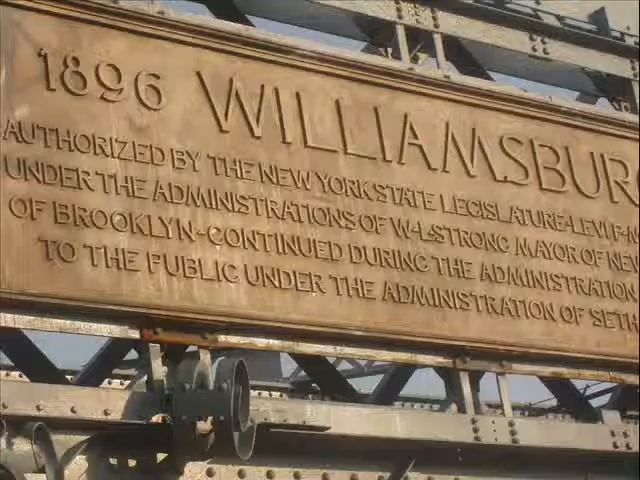 1896 WILLIAMSBUR
AUTHORIZED BY THE NEW YORK STATE LEGISLATURE-LEVI P-M
UNDER THE ADMINISTRATIONS OF W-L-STRONG MAYOR OF NEW
OF BROOKLYN-CONTINUED DURING THE ADMINISTRATION
TO THE PUBLIC UNDER THE ADMINISTRATION OF SETH